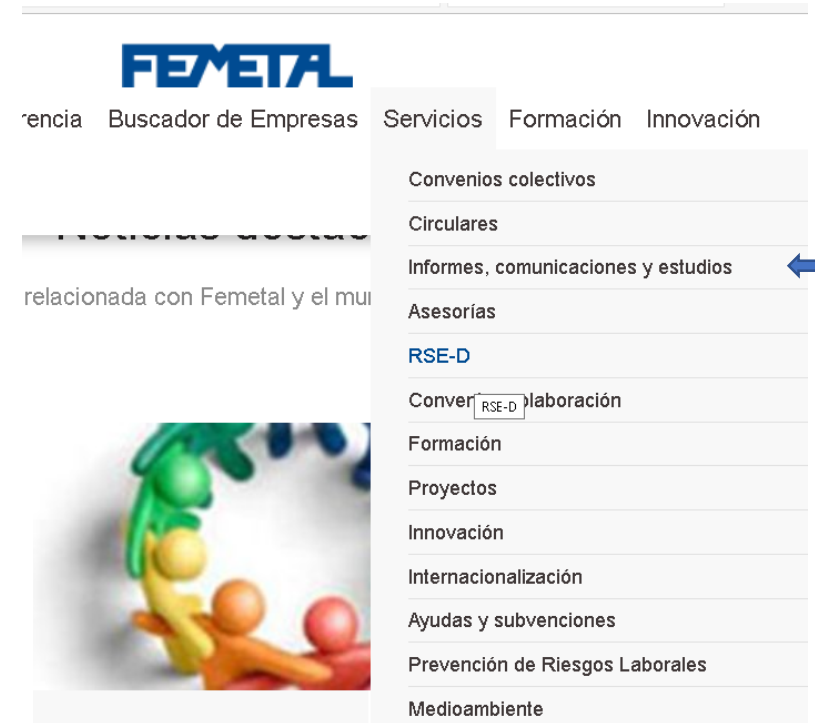 FEMETAL
rencia Buscador de Empresas Servicios Formación Innovación
Convenios colectivos
Circulares
Informes, comunicaciones y estudios
relacionada con Femetal y el mu
Asesorías
RSE-D
RSE-D
Formación
Proyectos
Innovación
Internacionalización
Ayudas y subvenciones
Prevención de Riesgos Laborales
Medioambiente